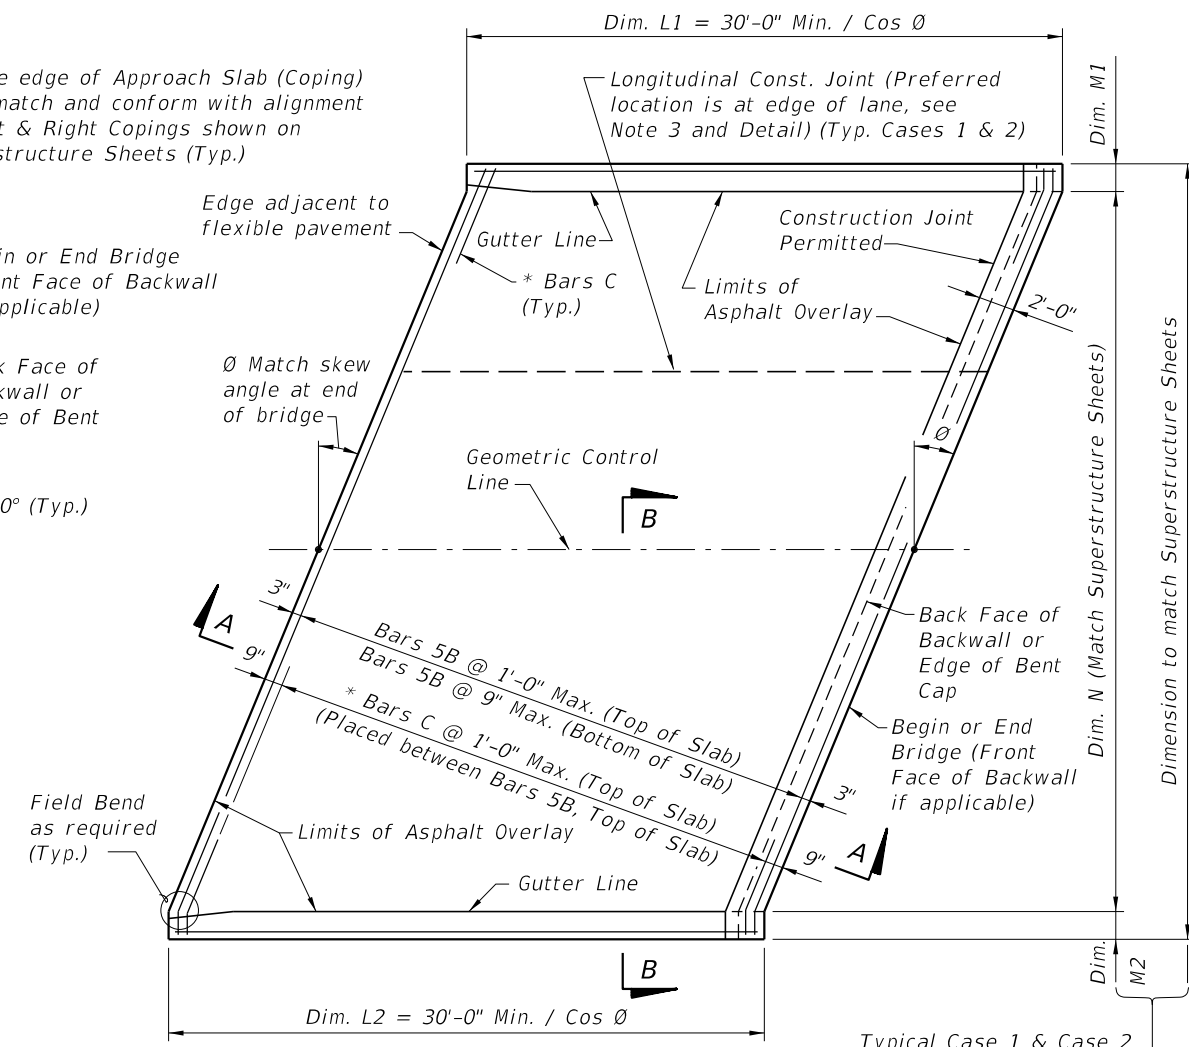 Dim. L1 = 30'-0" Min. / Cos Ø
e edge of Approach Slab (Coping)
match and conform with alignment
t & Right Copings shown on
structure Sheets (Typ.)
Longitudinal Const. Joint (Preferred
location is at edge of lane, see
Note 3 and Detail) (Typ. Cases 1 & 2)
Dim. M1
Edge adjacent to
flexible pavement
Gutter Line
Construction Joint
Permitted
in or End Bridge
nt Face of Backwall
applicable)
* Bars C
(Typ.)
Limits of
Asphalt Overlay
2'-0"
k Face of
kwall or
e of Bent
Ø Match skew
angle at end
of bridge
Ø
Geometric Control
Line
B
0° (Typ.)
Dim. N (Match Superstructure Sheets)
Dimension to match Superstructure Sheets
3"
A
9"
Bars 5B @ 1'-0" Max. (Top of Slab)
Bars 5B @ 9" Max. (Bottom of Slab)
* Bars C @ 1'-0" Max. (Top of Slab)
(Placed between Bars 5B, Top of Slab)
Back Face of
Backwall or
Edge of Bent
Cap
Begin or End
Bridge (Front
Face of Backwall
if applicable)
3"
9"
A
Field Bend
as required
(Typ.)
Limits of Asphalt Overlay
Gutter Line
B
Dim.
M2
Dim. L2 = 30'-0" Min. / Cos Ø
Typical Case 1 & Case 2